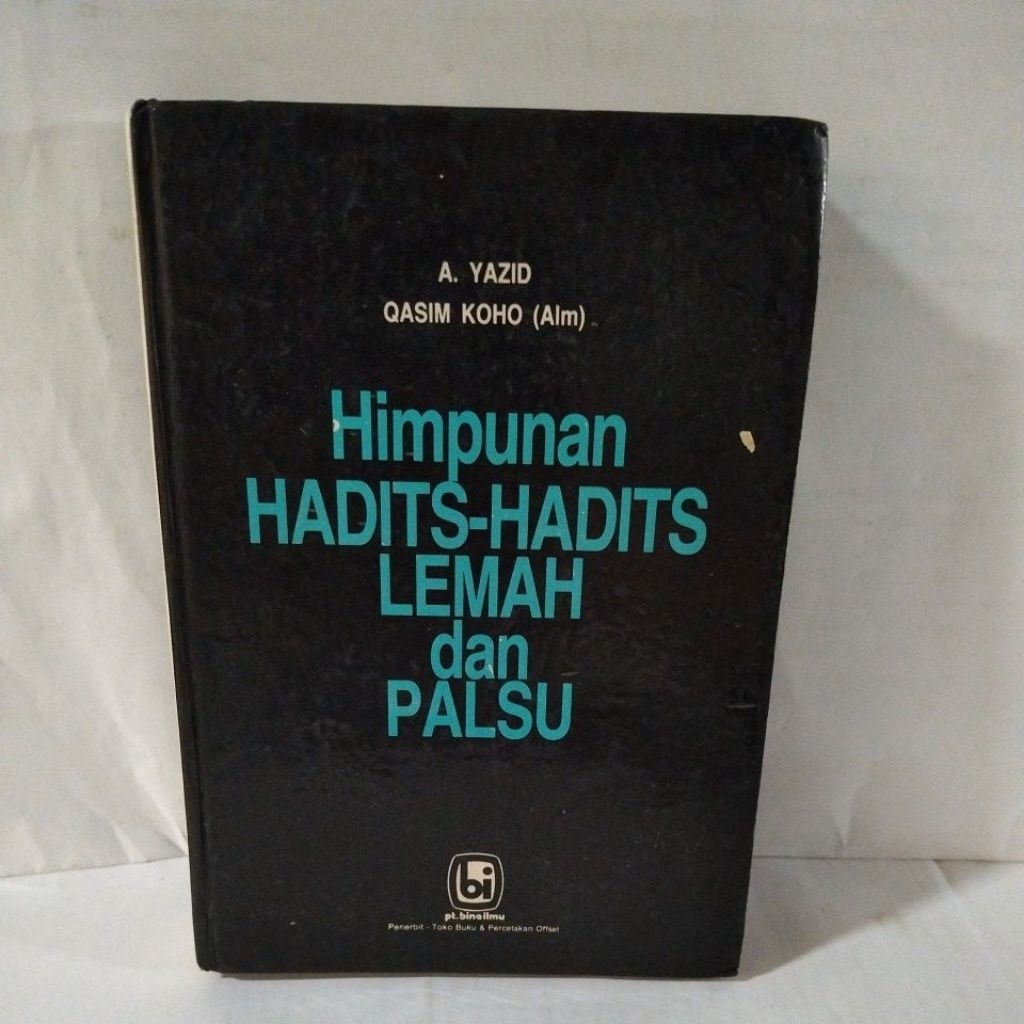 A. YAZID
QASIM KOHO (Alm)
Himpunan
HADITS-HADITS
LEMAH
dan
PALSU
bi
pt.bina ilmu
Penerbit - Toko Buku & Percetakan Offset